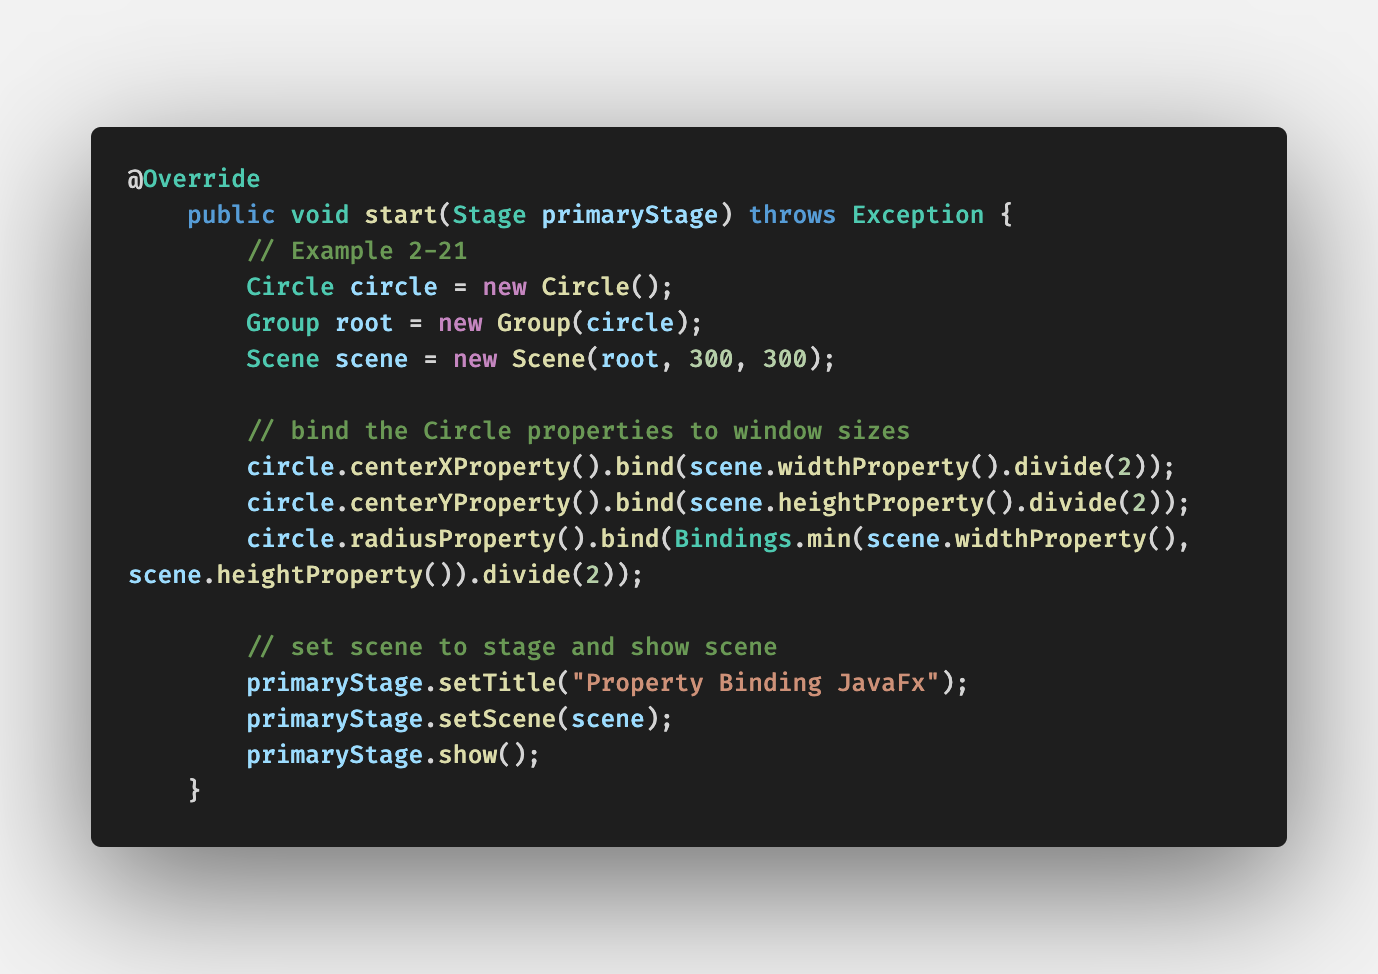 @Override
    public void start(Stage primaryStage) throws Exception {
        // Example 2-21
        Circle circle = new Circle();
        Group root = new Group(circle);
        Scene scene = new Scene(root, 300, 300);

        // bind the Circle properties to window sizes
        circle.centerXProperty().bind(scene.widthProperty().divide(2));
        circle.centerYProperty().bind(scene.heightProperty().divide(2));
        circle.radiusProperty().bind(Bindings.min(scene.widthProperty(),
scene.heightProperty()).divide(2));

        // set scene to stage and show scene
        primaryStage.setTitle("Property Binding JavaFx");
        primaryStage.setScene(scene);
        primaryStage.show();
    }